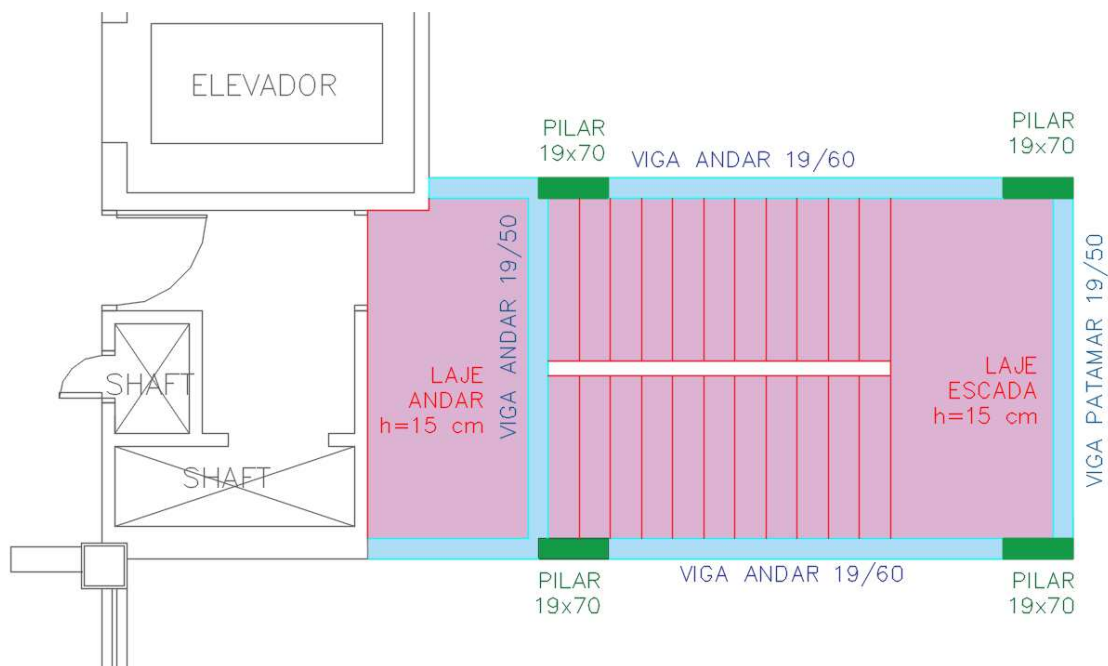 ELEVADOR
PILAR
19x70
VIGA ANDAR 19/60
PILAR
19x70
VIGA ANDAR 19/50
VIGA PATAMAR 19/50
LAJE
ANDAR
h=15 cm
LAJE
ESCADA
h=15 cm
SHAFT
SHAFT
PILAR
19x70
VIGA ANDAR 19/60
PILAR
19x70